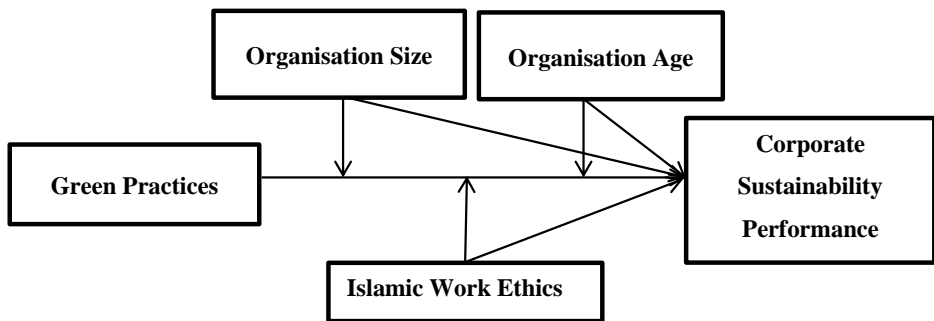 Organisation Size
Organisation Age
Green Practices
Corporate
Sustainability
Performance
Islamic Work Ethics